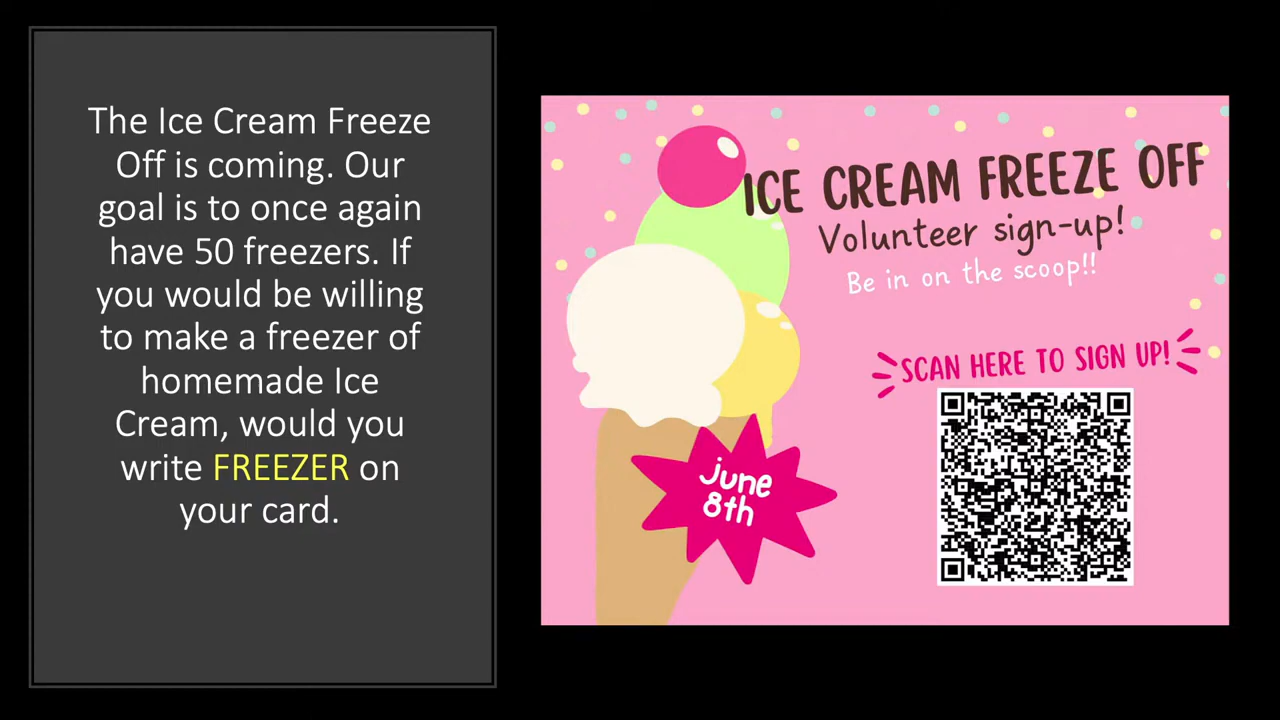 The Ice Cream Freeze
Off is coming. Our
goal is to once again
have 50 freezers. If
you would be willing
to make a freezer of
homemade Ice
Cream, would you
write FREEZER on
your card.
ICE CREAM FREEZE OFF
Volunteer sign-up!
Be in on the scoop!!
SCAN HERE TO SIGN UP!
june
8th